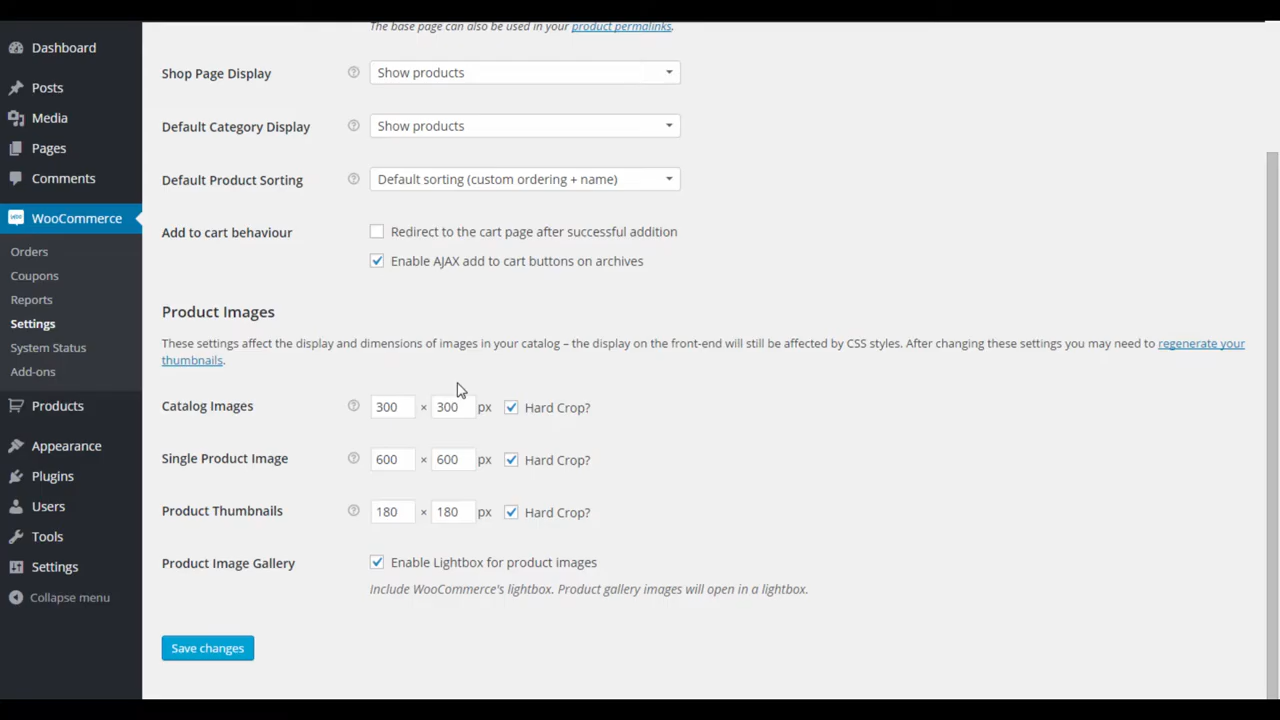 The base page can also be used in your product permalinks.
Dashboard
Posts
Media
Pages
Comments
WooCommerce
Orders
Coupons
Reports
Settings
System Status
Add-ons
Products
Appearance
Plugins
Users
Tools
Settings
Collapse menu
Shop Page Display ? Show products
Default Category Display ? Show products
Default Product Sorting ? Default sorting (custom ordering + name)
Add to cart behaviour Redirect to the cart page after successful addition
Enable AJAX add to cart buttons on archives
Product Images
These settings affect the display and dimensions of images in your catalog – the display on the front-end will still be affected by CSS styles. After changing these settings you may need to regenerate your
thumbnails.
Catalog Images ? 300 × 300 px Hard Crop?
Single Product Image ? 600 × 600 px Hard Crop?
Product Thumbnails ? 180 × 180 px Hard Crop?
Product Image Gallery Enable Lightbox for product images
Include WooCommerce's lightbox. Product gallery images will open in a lightbox.
Save changes